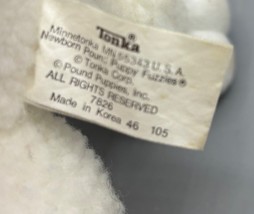 Tonka®
Minnetonka MN 55343 U.S.A.
Newborn Pound Puppy Fuzzies®
© Tonka Corp.
© Pound Puppies, Inc.
ALL RIGHTS RESERVED
7826
Made in Korea 46 105